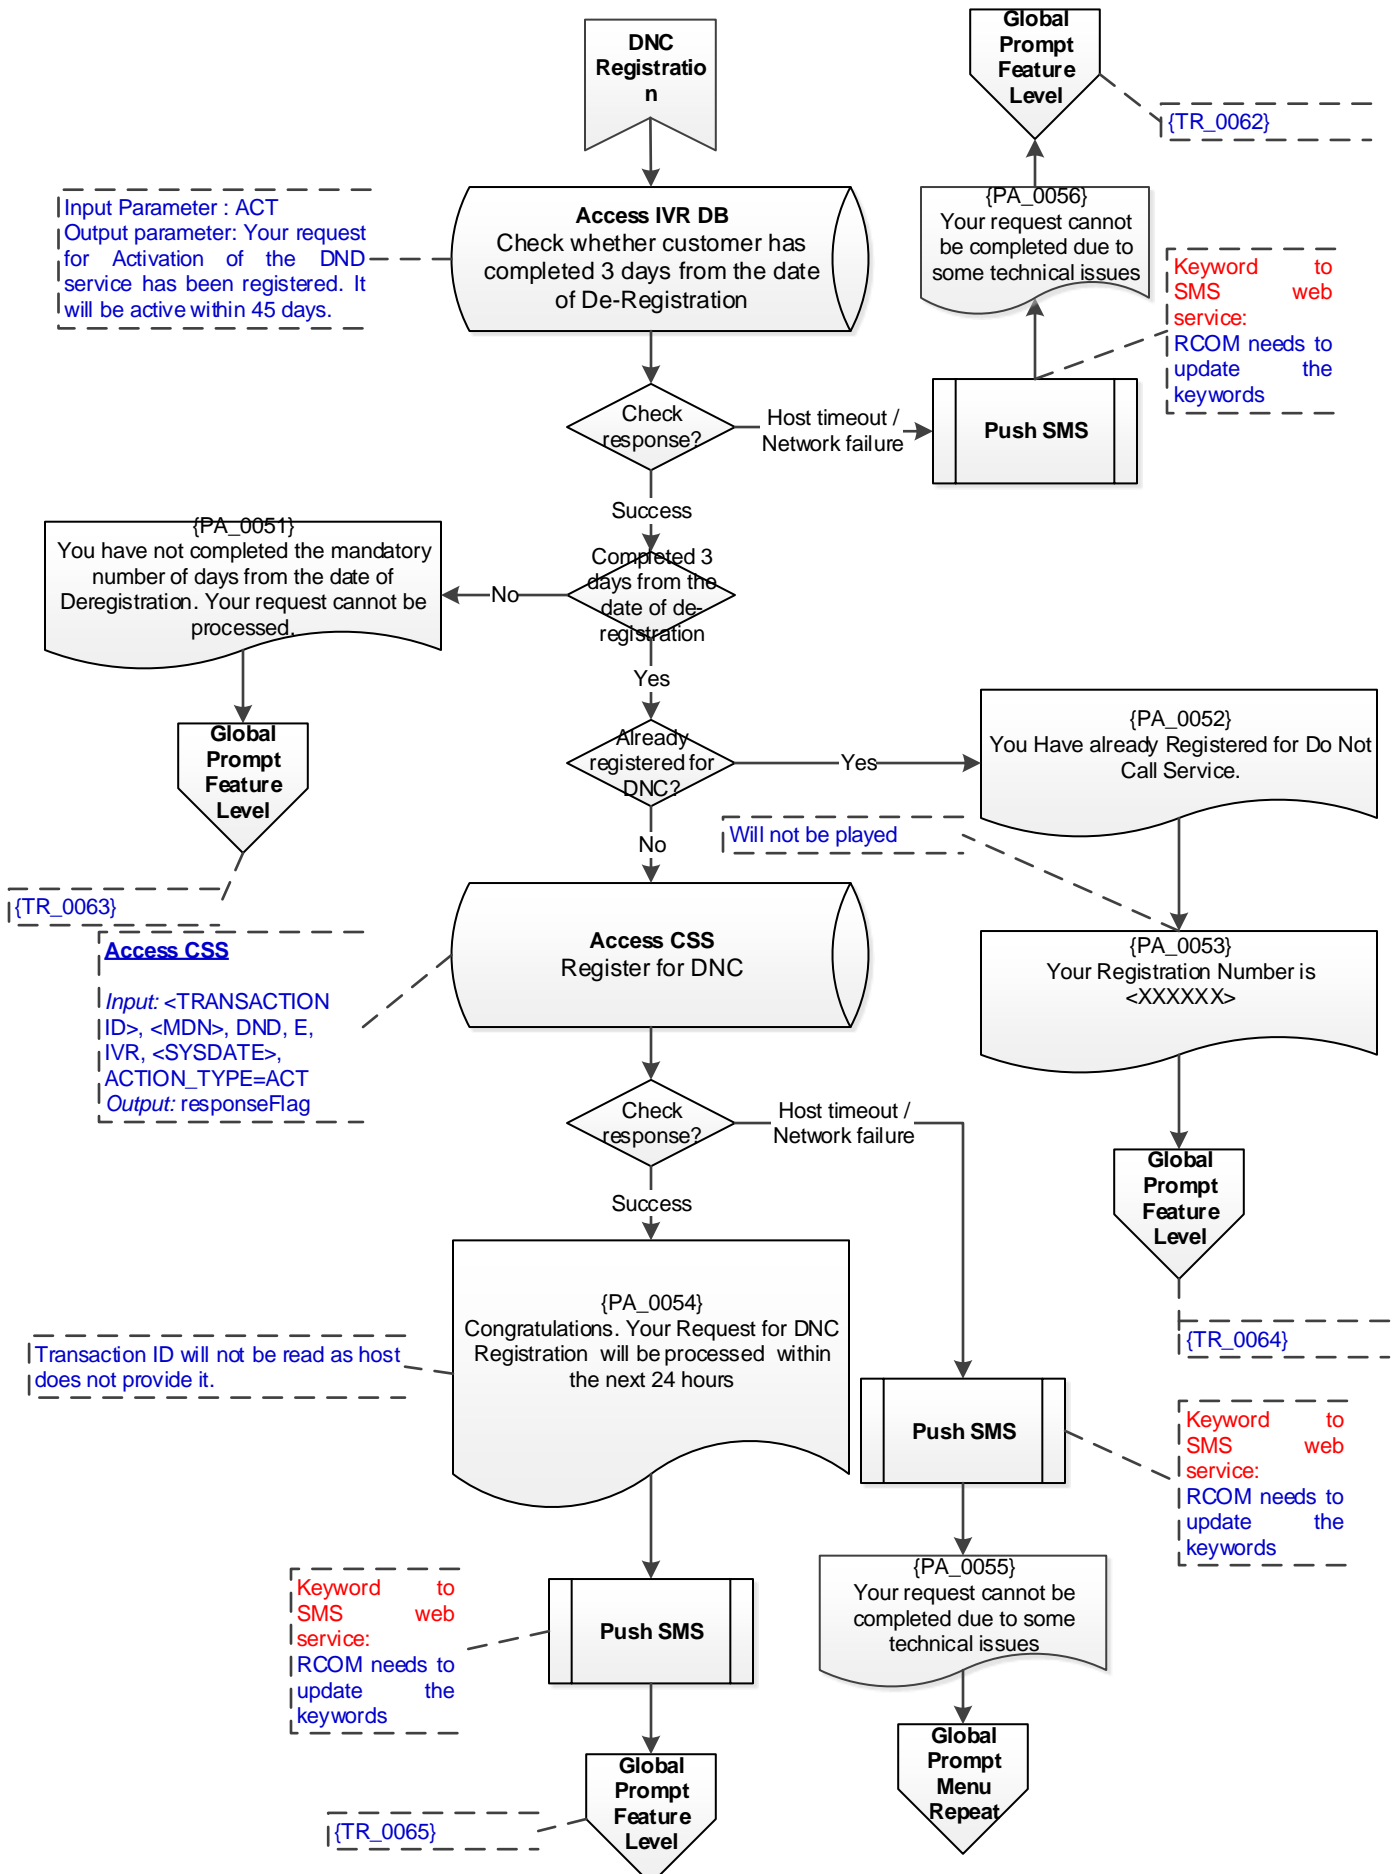 DNC
Registratio
n
Global
Prompt
Feature
Level
{TR_0062}
Input Parameter : ACT
Output parameter: Your request
for Activation of the DND
service has been registered. It
will be active within 45 days.
Access IVR DB
Check whether customer has
completed 3 days from the date
of De-Registration
{PA_0056}
Your request cannot
be completed due to
some technical issues
Keyword to
SMS web
service:
RCOM needs to
update the
keywords
Check
response?
Host timeout /
Network failure
Push SMS
Success
{PA_0051}
You have not completed the mandatory
number of days from the date of
Deregistration. Your request cannot be
processed.
No
Completed 3
days from the
date of de-
registration
Yes
Global
Prompt
Feature
Level
Already
registered for
DNC?
Yes
{PA_0052}
You Have already Registered for Do Not
Call Service.
Will not be played
No
{TR_0063}
Access CSS
Input: <TRANSACTION
ID>, <MDN>, DND, E,
IVR, <SYSDATE>,
ACTION_TYPE=ACT
Output: responseFlag
Access CSS
Register for DNC
{PA_0053}
Your Registration Number is
<XXXXXX>
Check
response?
Host timeout /
Network failure
Global
Prompt
Feature
Level
Success
{TR_0064}
{PA_0054}
Congratulations. Your Request for DNC
Registration will be processed within
the next 24 hours
Transaction ID will not be read as host
does not provide it.
Push SMS
Keyword to
SMS web
service:
RCOM needs to
update the
keywords
{PA_0055}
Your request cannot be
completed due to some
technical issues
Keyword to
SMS web
service:
RCOM needs to
update the
keywords
Push SMS
Global
Prompt
Menu
Repeat
Global
Prompt
Feature
Level
{TR_0065}